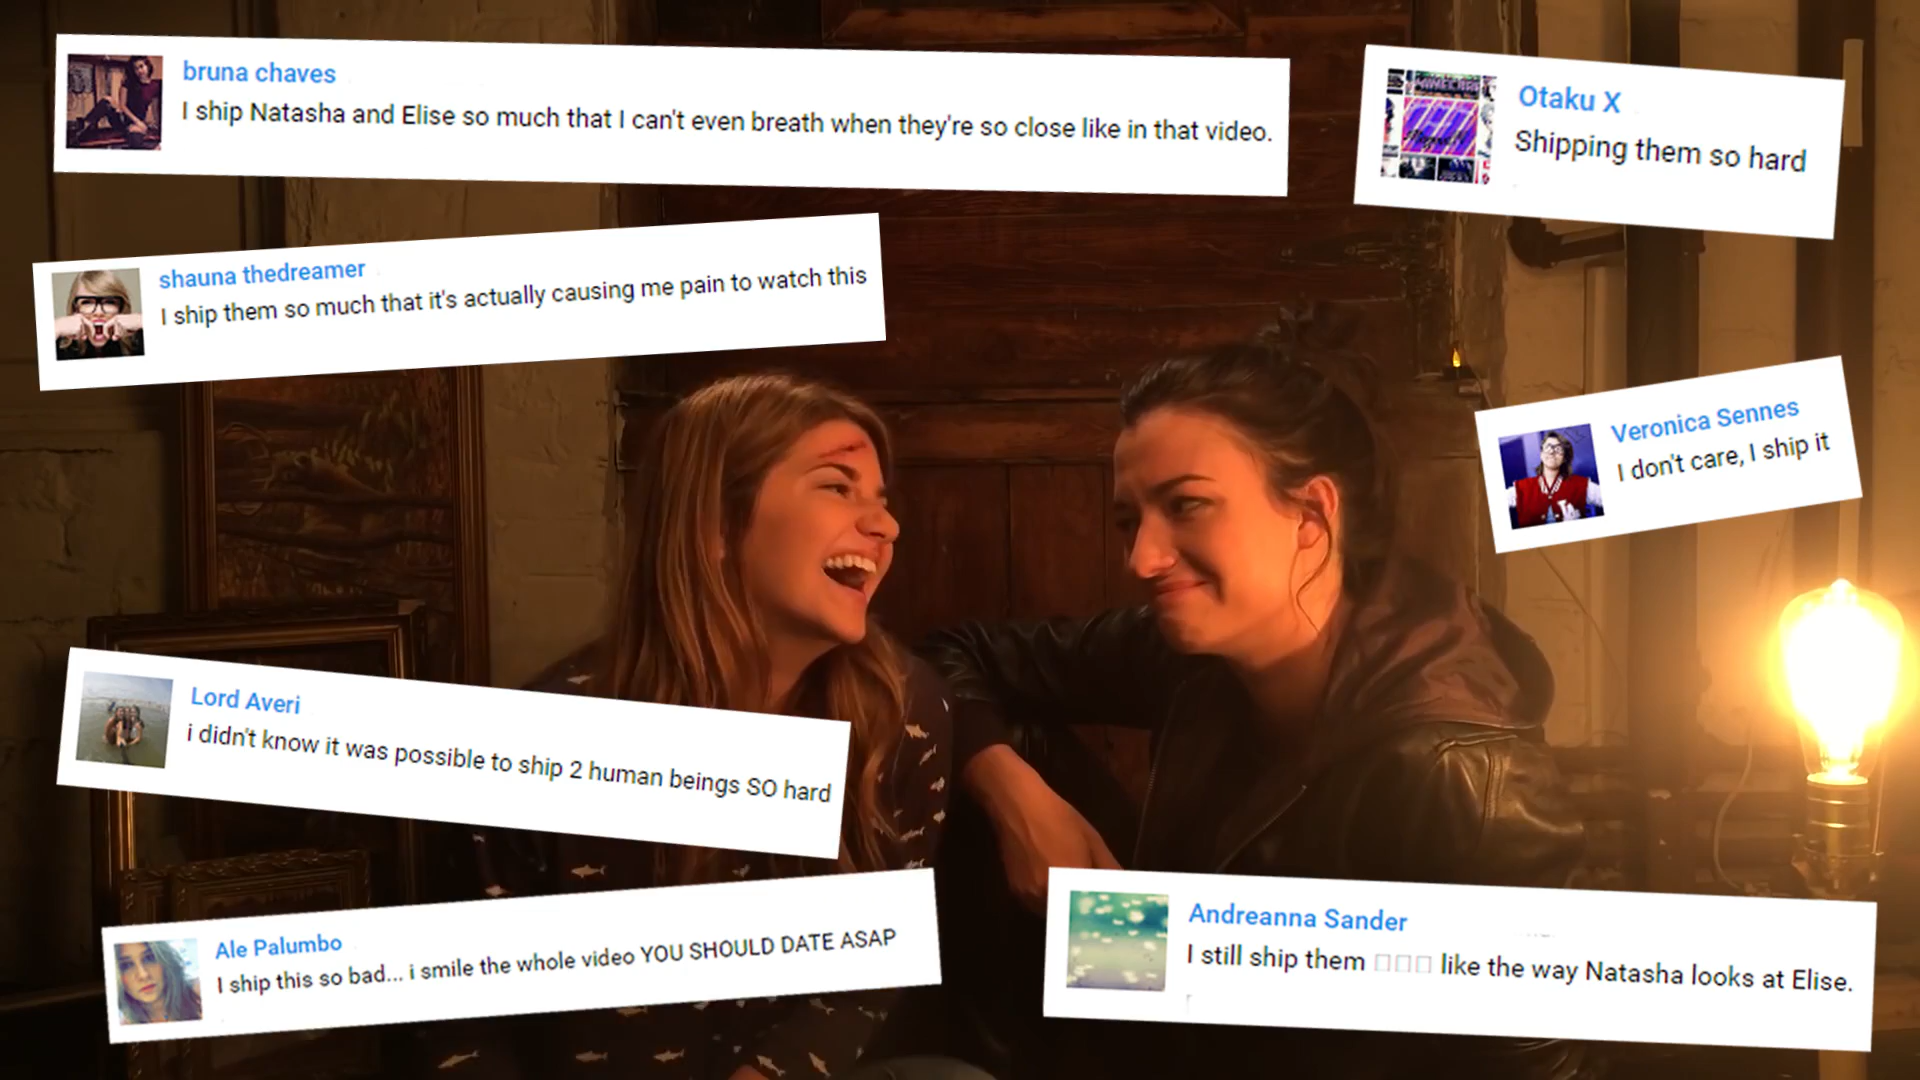 bruna chaves
I ship Natasha and Elise so much that I can't even breath when they're so close like in that video.
Otaku X
Shipping them so hard
shauna thedreamer
I ship them so much that it's actually causing me pain to watch this
Veronica Sennes
I don't care, I ship it
Lord Averi
i didn't know it was possible to ship 2 human beings SO hard
Ale Palumbo
I ship this so bad... i smile the whole video YOU SHOULD DATE ASAP
Andreanna Sander
I still ship them □□□ like the way Natasha looks at Elise.